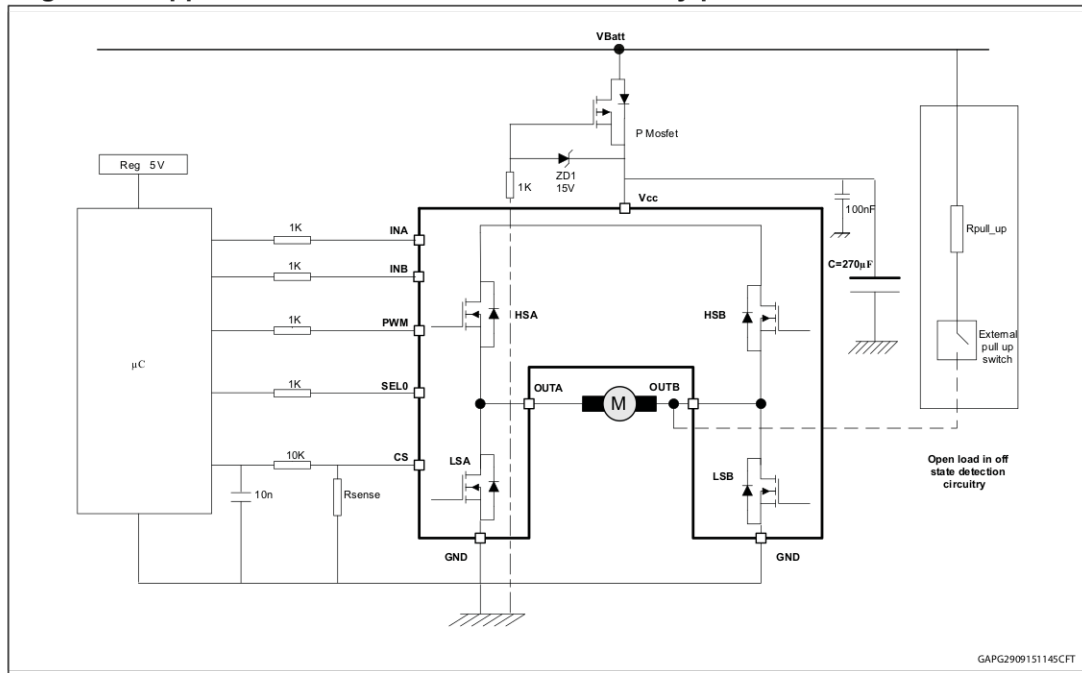 VBatt
P Mosfet
Reg 5V
ZD1
15V
1K
Vcc
100nF
Rpull_up
1K
INA
C=270µF
1K
INB
HSA
HSB
1K
PWM
External
pull up
switch
µC
1K
SEL0
OUTA
M
OUTB
10K
CS
LSA
LSB
Open load in off
state detection
circuitry
10n
Rsense
GND
GND
GAPG2909151145CFT